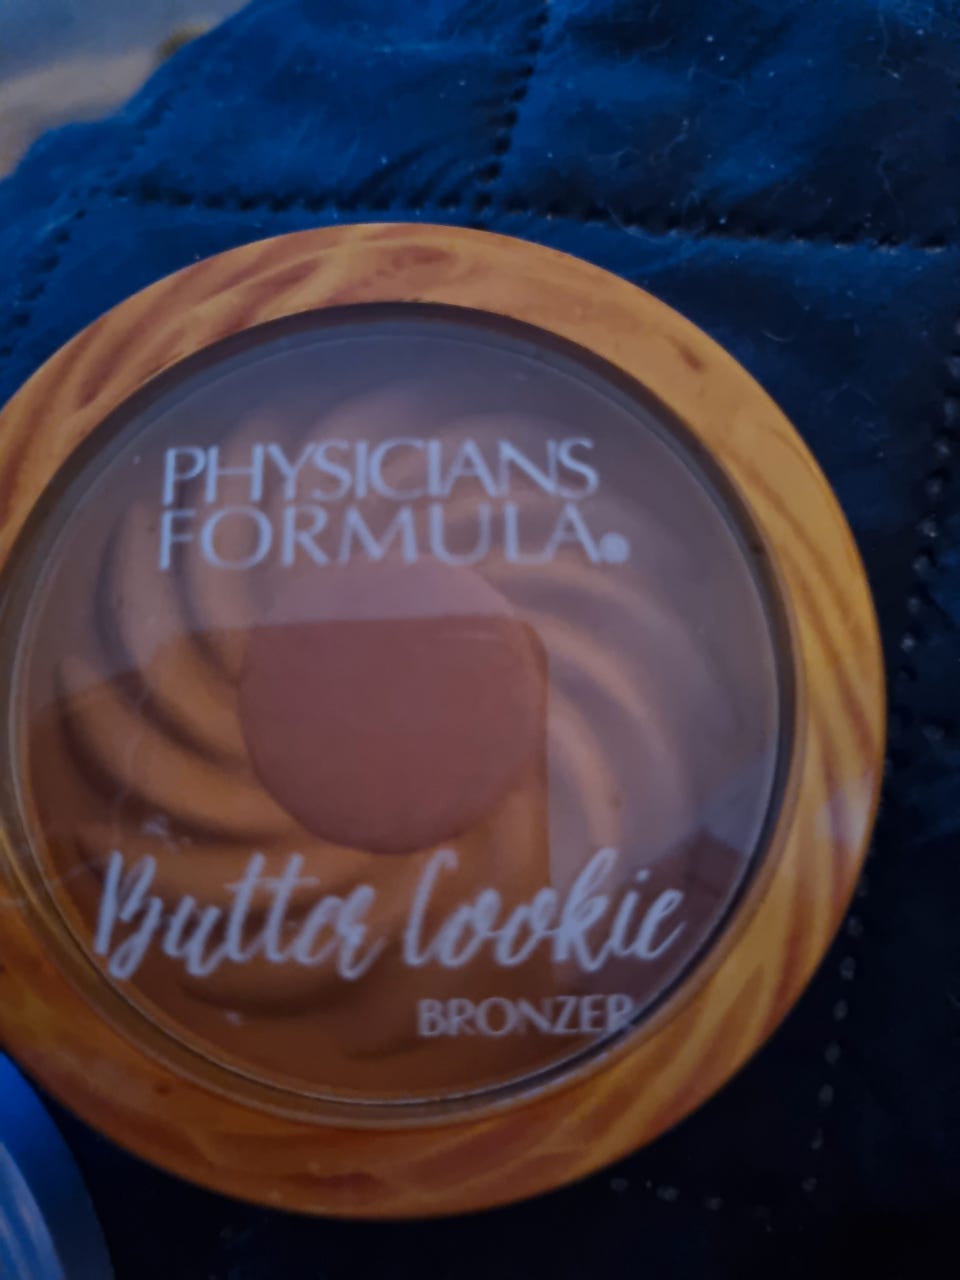 PHYSICIANS
FORMULA®
Butter Cookie
BRONZER